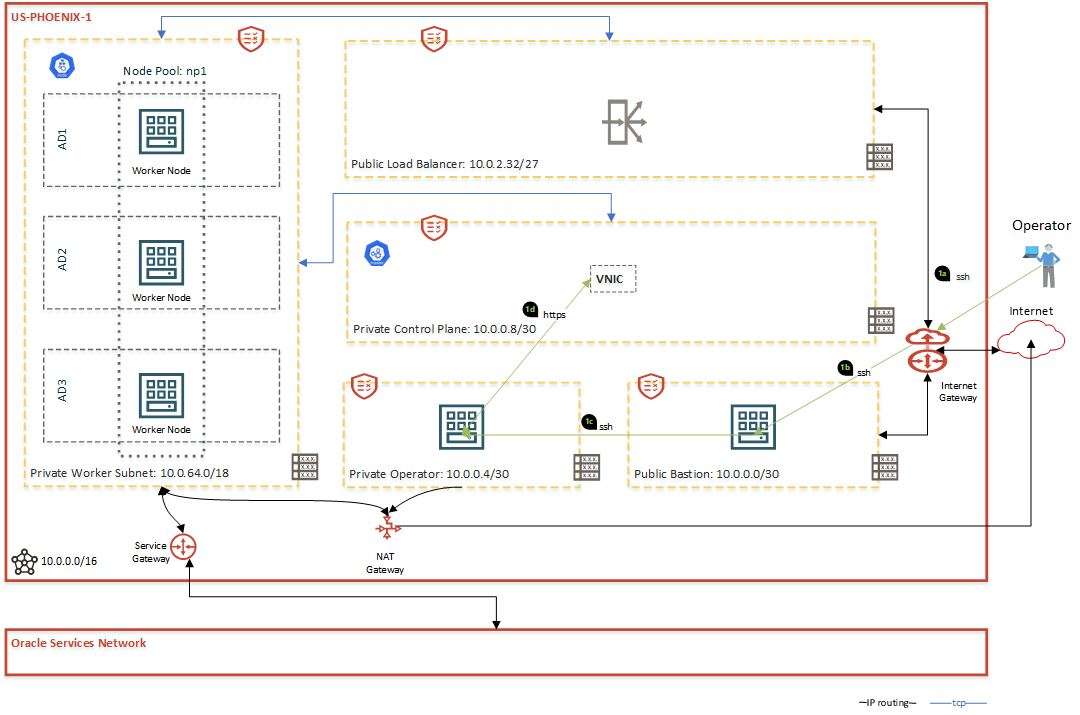 US-PHOENIX-1
Node Pool: np1
AD1
Worker Node
AD2
Worker Node
AD3
Worker Node
Private Worker Subnet: 10.0.64.0/18
Public Load Balancer: 10.0.2.32/27
X.X.X.
X.X.X.
X.X.X.
VNIC
1d
https
Private Control Plane: 10.0.0.8/30
X.X.X.
X.X.X.
X.X.X.
Operator
1a
ssh
Internet
Internet
Gateway
1b
ssh
1c
ssh
Private Operator: 10.0.0.4/30
X.X.X.
X.X.X.
X.X.X.
Public Bastion: 10.0.0.0/30
X.X.X.
X.X.X.
X.X.X.
X.X.X.
X.X.X.
X.X.X.
Service
Gateway
NAT
Gateway
10.0.0.0/16
Oracle Services Network
IP routing
tcp